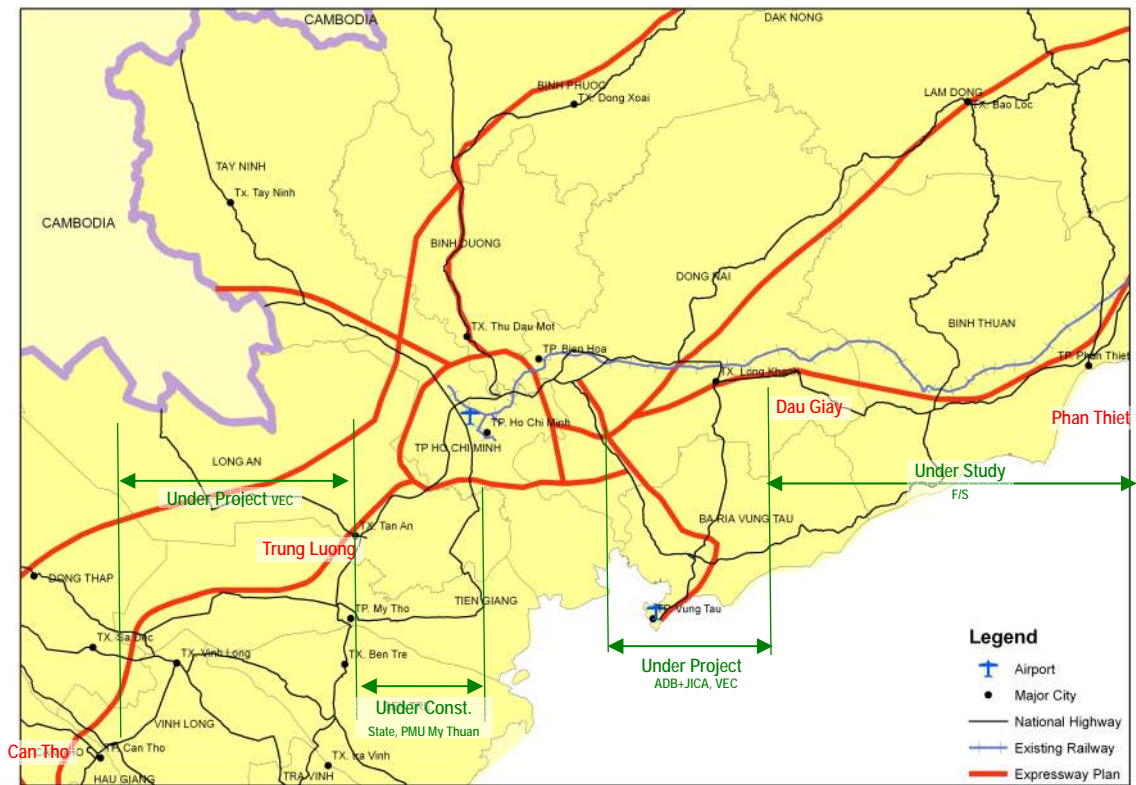 CAMBODIA
DAK NONG
BINH PHUOC
TX. Dong Xoai
LAM DONG
TX. Bao Loc
TAY NINH
Tx. Tay Ninh
CAMBODIA
BINH DUONG
DONG NAI
BINH THUAN
TX. Thu Dau Mot
TP. Bien Hoa
TP. Phan Thiet
TX. Long Khanh
Dau Giay
Phan Thiet
TP. Ho Chi Minh
TP HO CHI MINH
LONG AN
Under Project VEC
Under Study
F/S
BA RIA VUNG TAU
TX. Tan An
Trung Luong
DONG THAP
TIEN GIANG
TP. My Tho
TP. Vung Tau
TX. Sa Dec
TX. Vinh Long
TX. Ben Tre
Under Project
ADB+JICA, VEC
Under Const.
State, PMU My Thuan
VINH LONG
Can Tho
TP. Can Tho
HAU GIANG
TX. tra Vinh
TRA VINH
Legend
Airport
Major City
National Highway
Existing Railway
Expressway Plan